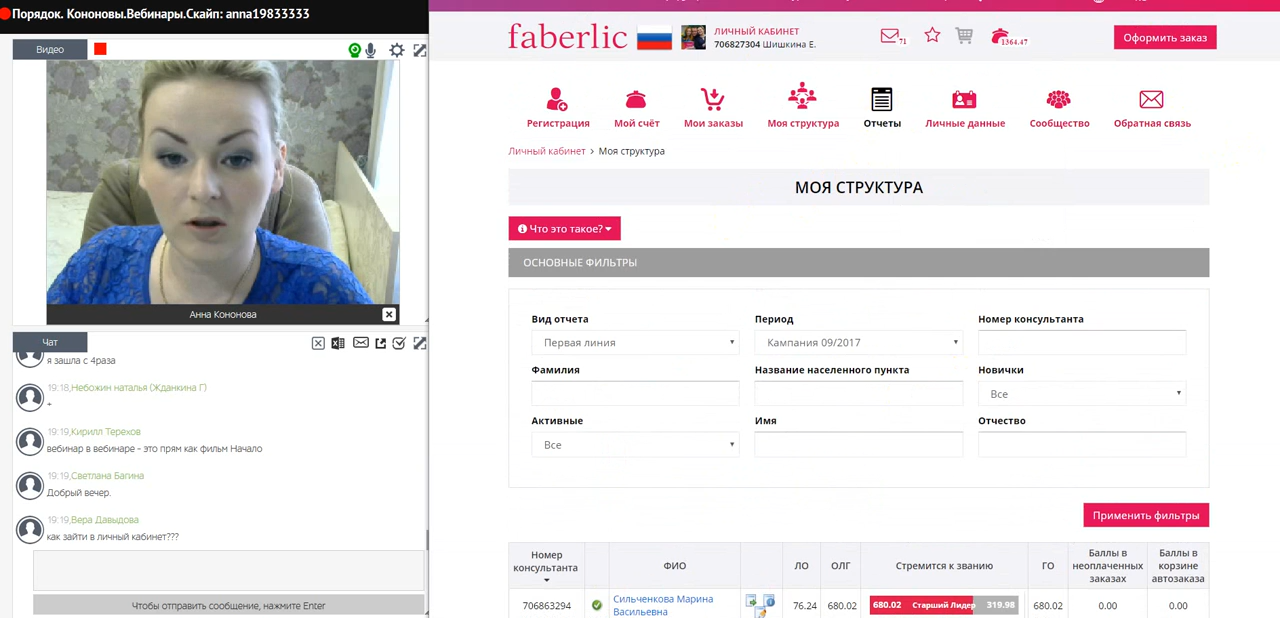 Порядок. Кононовы.Вебинары.Скайп: anna19833333
Видео
Анна Кононова
Чат
я зашла с 4раза
19:18,Небожин наталья (Жданкина Г)
+
19:19,Кирилл Терехов
вебинар в вебинаре - это прям как фильм Начало
19:19,Светлана Багина
Добрый вечер.
19:19,Вера Давыдова
как зайти в личный кабинет???
Чтобы отправить сообщение, нажмите Enter
faberlic
ЛИЧНЫЙ КАБИНЕТ
706827304 Шишкина Е.
71
1364.47
Оформить заказ
Регистрация
Мой счёт
Мои заказы
Моя структура
Отчеты
Личные данные
Сообщество
Обратная связь
Личный кабинет > Моя структура
МОЯ СТРУКТУРА
Что это такое?
ОСНОВНЫЕ ФИЛЬТРЫ
Вид отчета
Период
Номер консультанта
Первая линия
Кампания 09/2017
Фамилия
Название населенного пункта
Новички
Все
Активные
Имя
Отчество
Все
Применить фильтры
Номер
консультанта
ФИО
ЛО
ОЛГ
Стремится к званию
ГО
Баллы в
неоплаченных
заказах
Баллы в
корзине
автозаказа
706863294
Сильченкова Марина
Васильевна
76.24
680.02
680.02 Старший Лидер 319.98
680.02
0.00
0.00